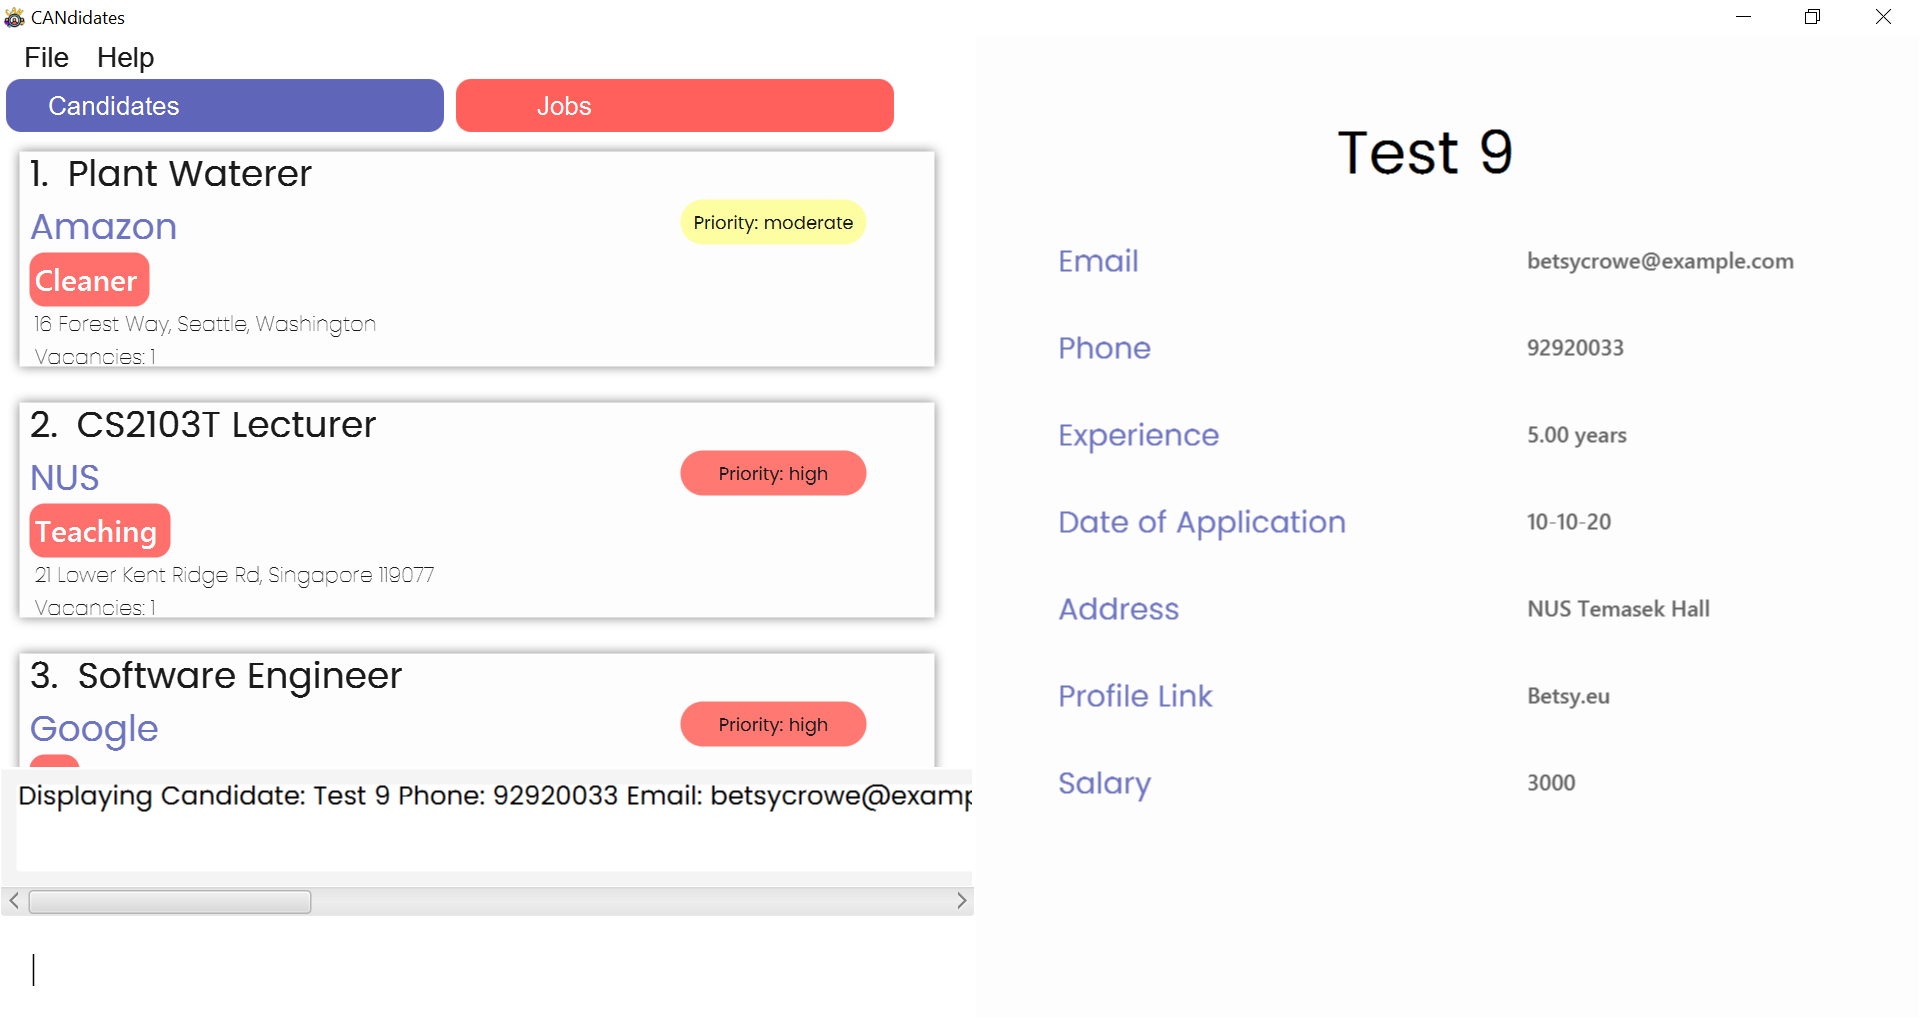 CANdidates
File Help
Candidates
Jobs
1. Plant Waterer
Amazon
Priority: moderate
Cleaner
16 Forest Way, Seattle, Washington
Vacancies: 1
2. CS2103T Lecturer
NUS
Priority: high
Teaching
21 Lower Kent Ridge Rd, Singapore 119077
Vacancies: 1
3. Software Engineer
Google
Priority: high
Displaying Candidate: Test 9 Phone: 92920033 Email: betsycrowe@examp
Test 9
Email betsycrowe@example.com
Phone 92920033
Experience 5.00 years
Date of Application 10-10-20
Address NUS Temasek Hall
Profile Link Betsy.eu
Salary 3000